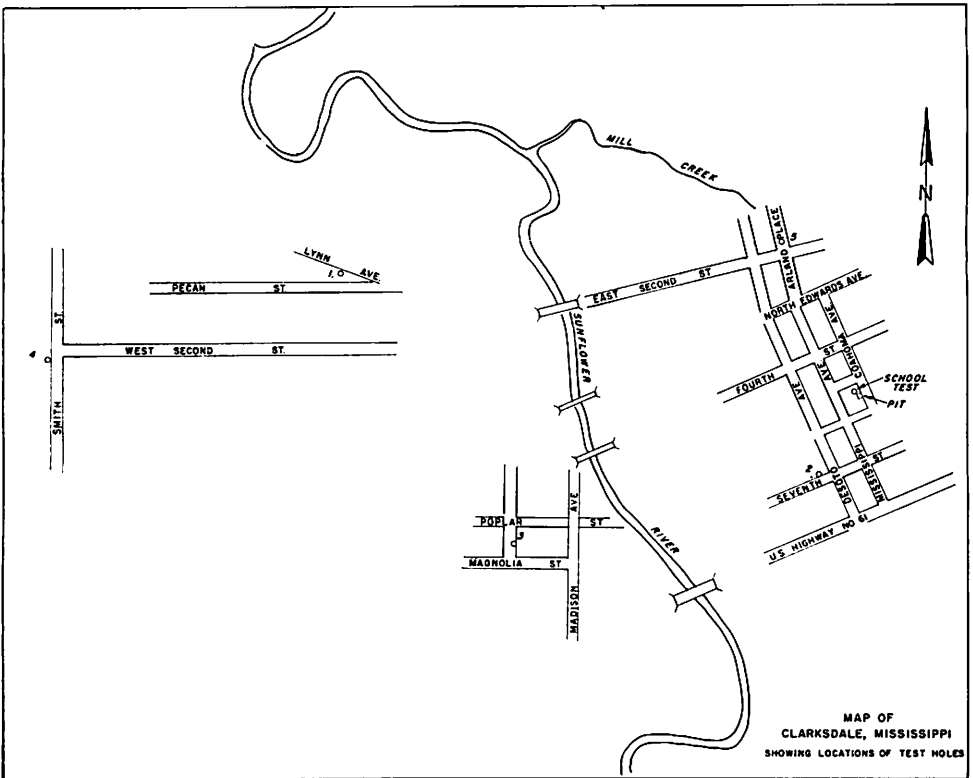 MILL CREEK
N
ARLAND PLACE
5
LYNN AVE.
1.
PECAN ST.
EAST SECOND ST
NORTH EDWARDS AVE.
SUNFLOWER
ST.
4
WEST SECOND ST.
SMITH
AVE
COAHOMA
FOURTH ST
AVE
AVE
SCHOOL TEST
PIT
2
SEVENTH ST
DESOTO
MISSISSIPPI
U.S HIGHWAY NO 61
POPLAR ST
AVE
3
RIVER
MAGNOLIA ST
MADISON
MAP OF
CLARKSDALE, MISSISSIPPI
SHOWING LOCATIONS OF TEST HOLES